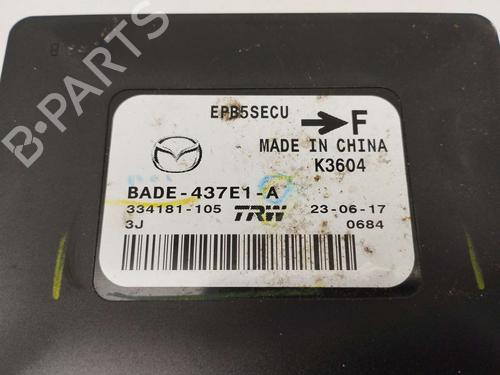 EPB5SECU
F
MADE IN CHINA
K3604
BADE-437E1-A
334181-105 TRW 23-06-17
3J 0684
B-PARTS